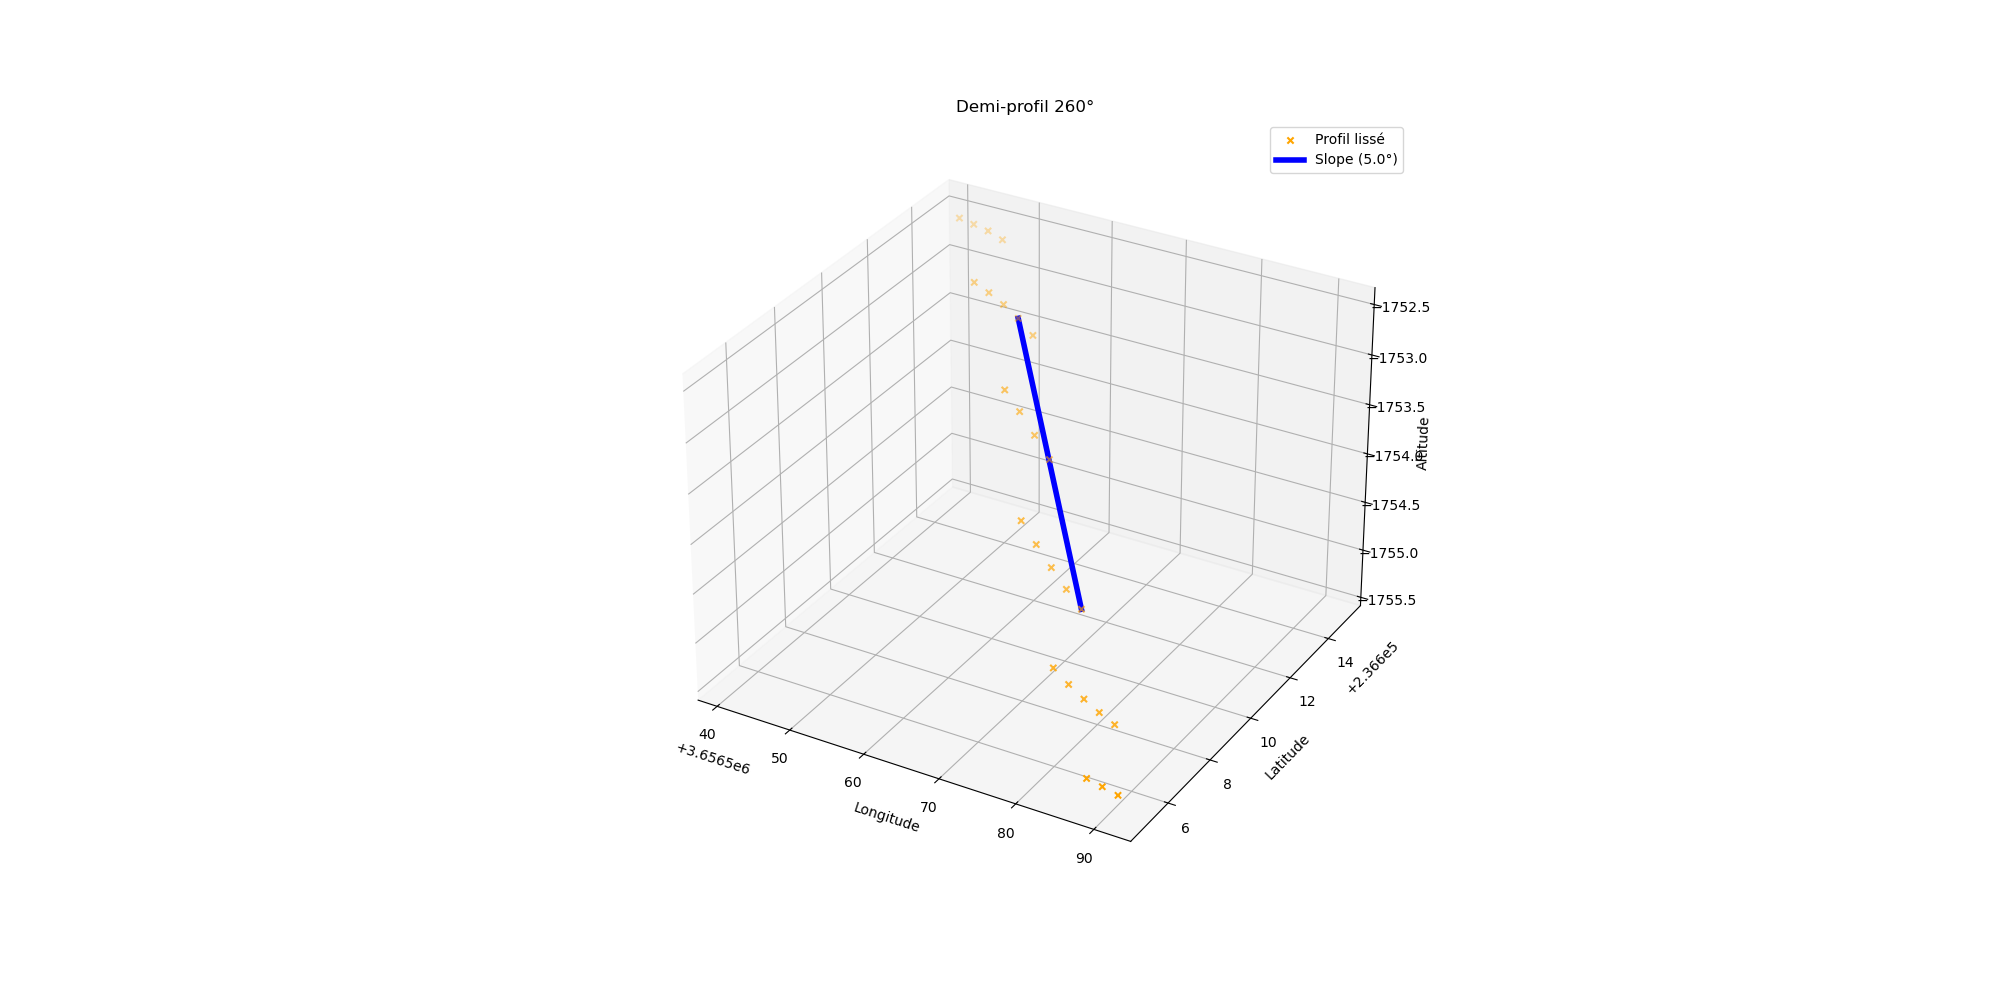 Demi-profil 260°
Profil lissé
Slope (5.0°)
−1752.5
−1753.0
−1753.5
−1754.0
−1754.5
−1755.0
−1755.5
Altitude
14
12
10
8
6
+2.366e5
Latitude
40
50
60
70
80
90
+3.6565e6
Longitude